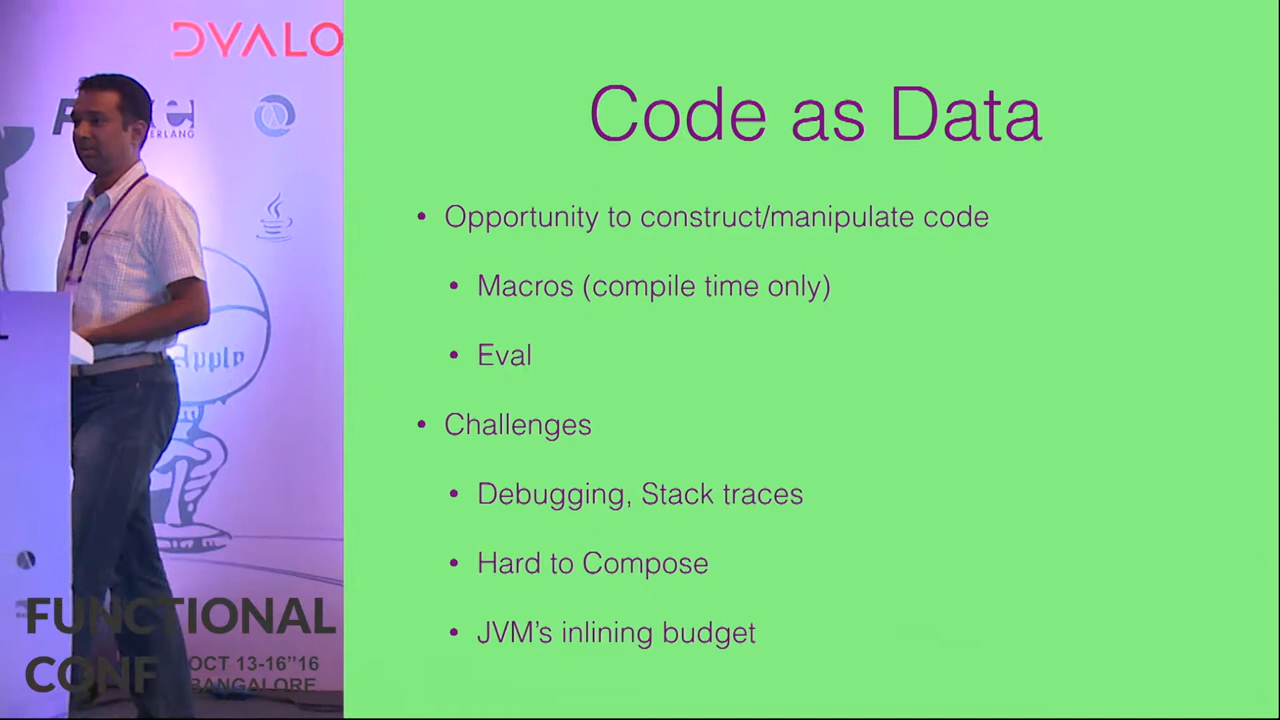 DYALO
ERLANG
Apply
FUNCTIONAL
CONF
OCT 13-16"16
BANGALORE
Code as Data
• Opportunity to construct/manipulate code
• Macros (compile time only)
• Eval
• Challenges
• Debugging, Stack traces
• Hard to Compose
• JVM's inlining budget